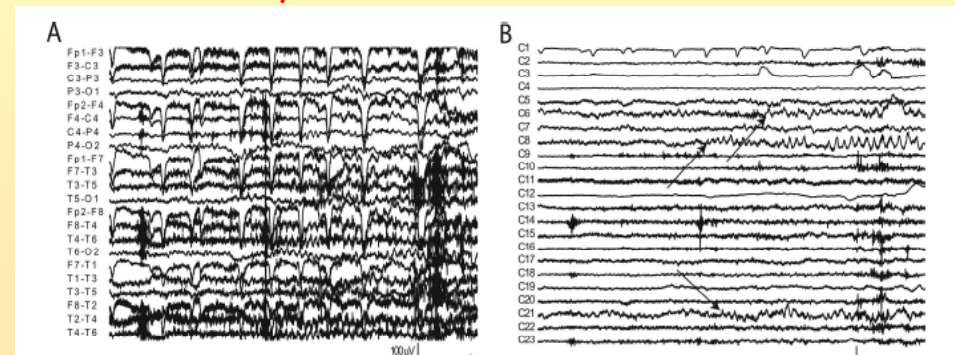 A
Fp1-F3
F3-C3
C3-P3
P3-O1
Fp2-F4
F4-C4
C4-P4
P4-O2
Fp1-F7
F7-T3
T3-T5
T5-O1
Fp2-F8
F8-T4
T4-T6
T6-O2
F7-T1
T1-T3
T3-T5
F8-T2
T2-T4
T4-T6
100uV
B
C1
C2
C3
C4
C5
C6
C7
C8
C9
C10
C11
C12
C13
C14
C15
C16
C17
C18
C19
C20
C21
C22
C23